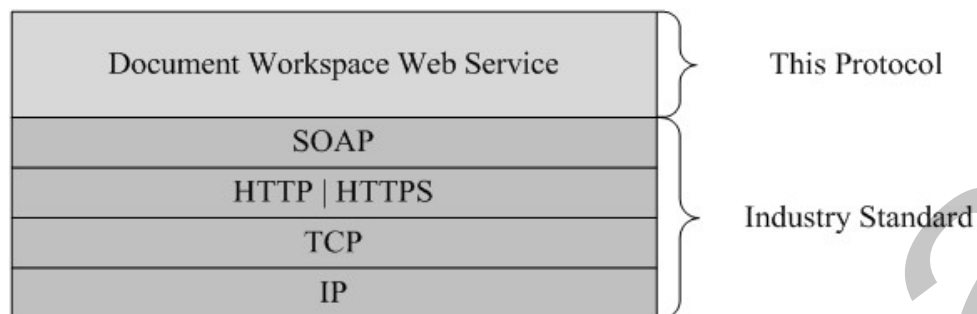 Document Workspace Web Service
This Protocol
SOAP
HTTP | HTTPS
TCP
IP
Industry Standard